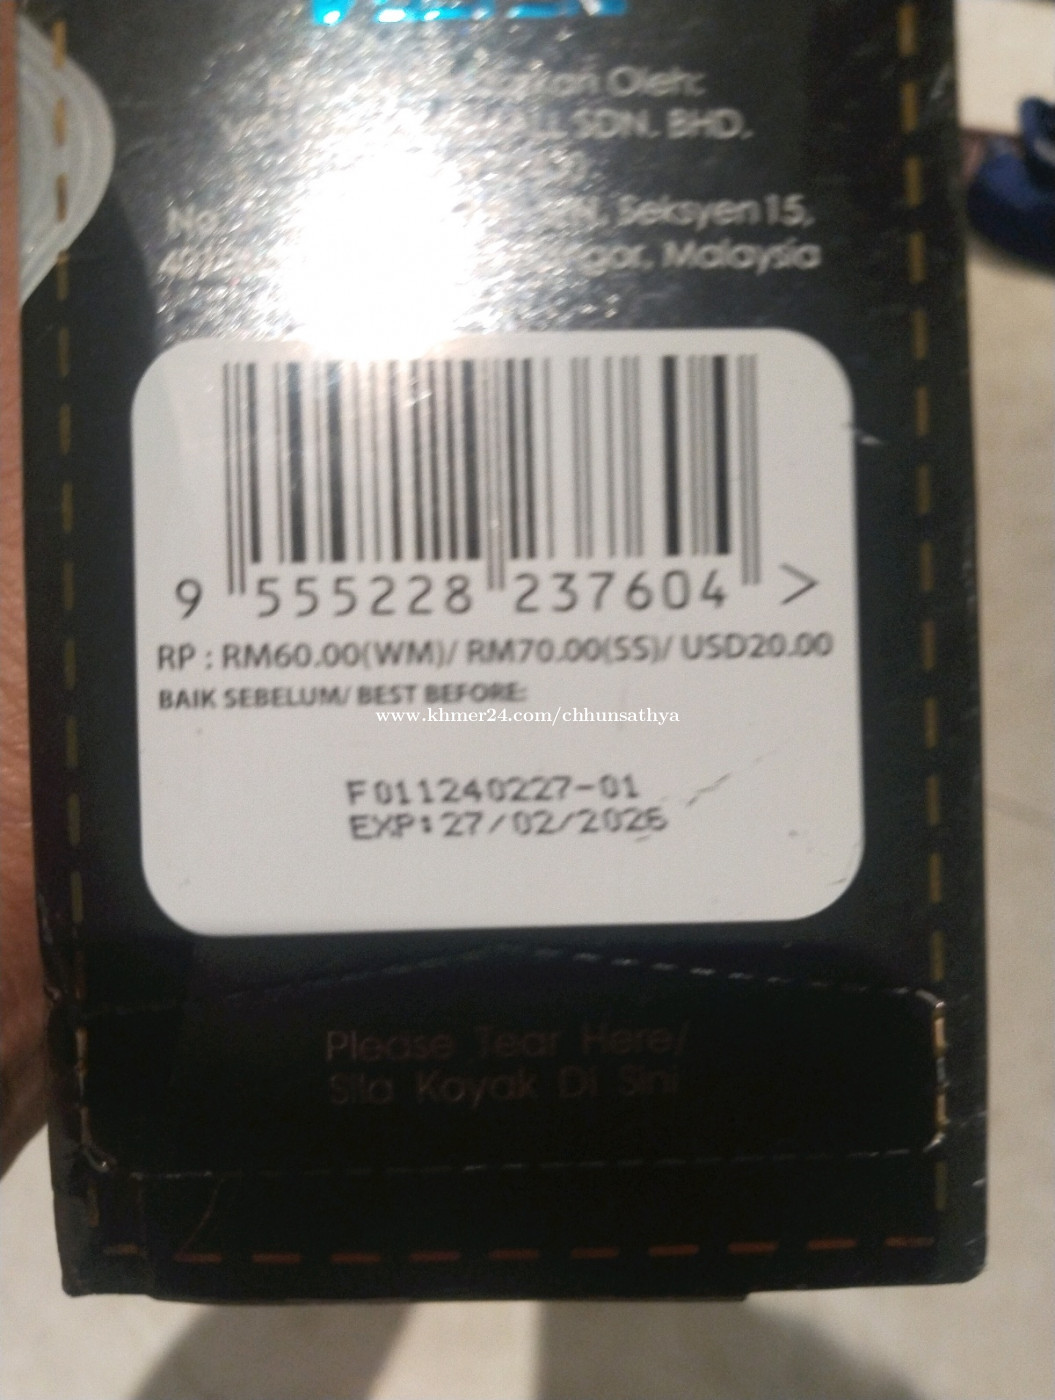 Oleh:
SDN. BHD.
No. Seksyen 15,
Malaysia
9 555228 237604 >
RP : RM60.00(WM)/ RM70.00(SS)/ USD20.00
BAIK SEBELUM/ BEST BEFORE:
www.khmer24.com/chhunsathya
F011240227-01
EXP:27/02/2026
Please Tear Here/
Sila Koyak Di Sini